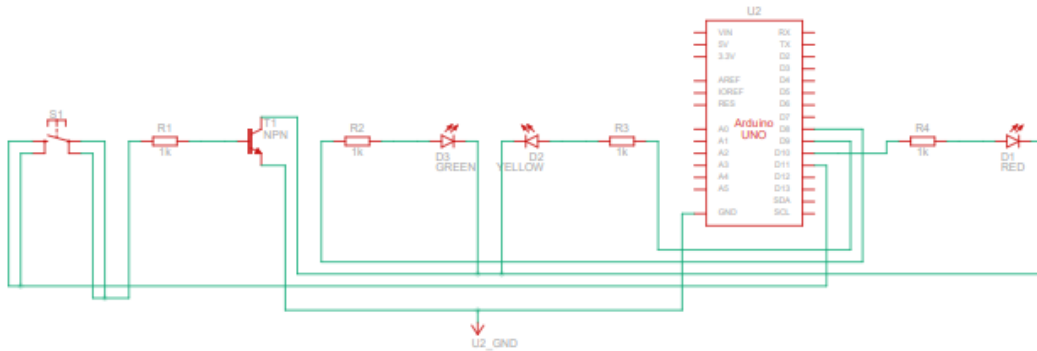 U2
VIN
5V
3.3V
AREF
IOREF
RES
A0
A1
A2
A3
A4
A5
GND
Arduino
UNO
RX
TX
D2
D3
D4
D5
D6
D7
D8
D9
D10
D11
D12
D13
SDA
SCL
S1
R1
1k
T1
NPN
R2
1k
D3
GREEN
D2
YELLOW
R3
1k
R4
1k
D1
RED
U2_GND